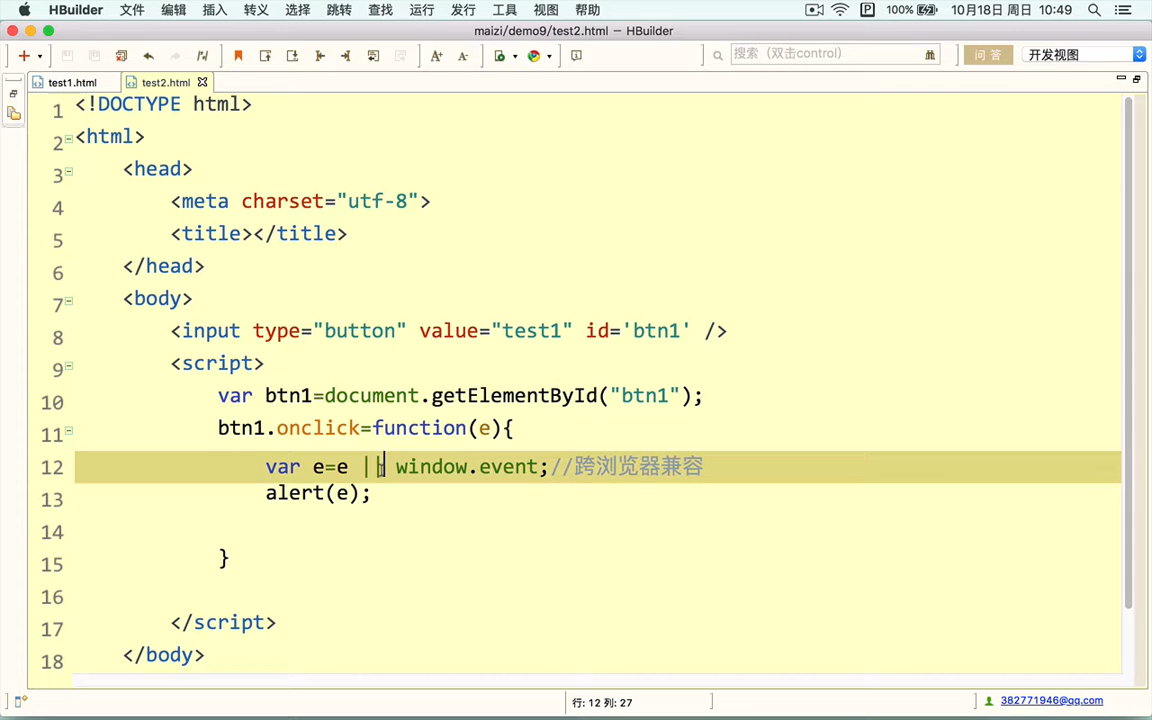 HBuilder 文件 编辑 插入 转义 选择 跳转 查找 运行 发行 工具 视图 帮助 P 100% 10月18日 周日 10:49
maizi/demo9/test2.html — HBuilder
A+ A- 搜索（双击control) 问 答 开发视图
test1.html test2.html
1 <!DOCTYPE html>
2 <html>
3 <head>
4 <meta charset="utf-8">
5 <title></title>
6 </head>
7 <body>
8 <input type="button" value="test1" id='btn1' />
9 <script>
10 var btn1=document.getElementById("btn1");
11 btn1.onclick=function(e){
12 var e=e || window.event;//跨浏览器兼容
13 alert(e);
14
15 }
16
17 </script>
18 </body>
行: 12 列: 27 382771946@qq.com